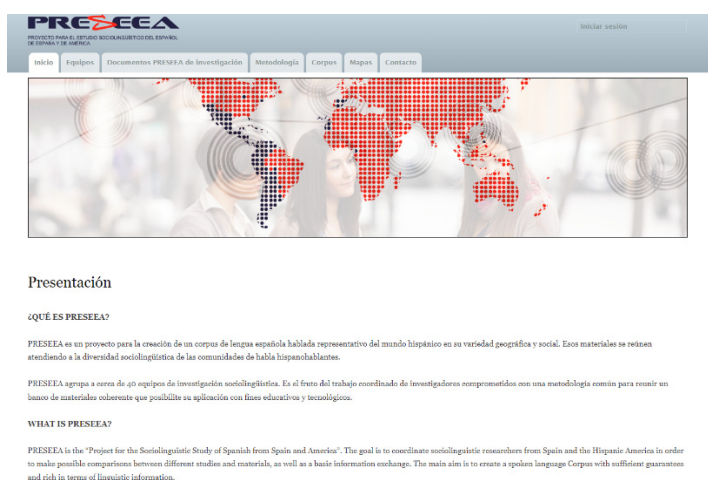 PRESEEA
PROYECTO PARA EL ESTUDIO SOCIOLINGÜÍSTICO DEL ESPAÑOL
DE ESPAÑA Y DE AMÉRICA
Iniciar sesión
Inicio Equipos Documentos PRESEEA de investigación Metodología Corpus Mapas Contacto
Presentación
¿QUÉ ES PRESEEA?
PRESEEA es un proyecto para la creación de un corpus de lengua española hablada representativo del mundo hispánico en su variedad geográfica y social. Esos materiales se reúnen
atendiendo a la diversidad sociolingüística de las comunidades de habla hispanohablantes.
PRESEEA agrupa a cerca de 40 equipos de investigación sociolingüística. Es el fruto del trabajo coordinado de investigadores comprometidos con una metodología común para reunir un
banco de materiales coherente que posibilite su aplicación con fines educativos y tecnológicos.
WHAT IS PRESEEA?
PRESEEA is the "Project for the Sociolinguistic Study of Spanish from Spain and America". The goal is to coordinate sociolinguistic researchers from Spain and the Hispanic America in order
to make possible comparisons between different studies and materials, as well as a basic information exchange. The main aim is to create a spoken language Corpus with sufficient guarantees
and rich in terms of linguistic information.